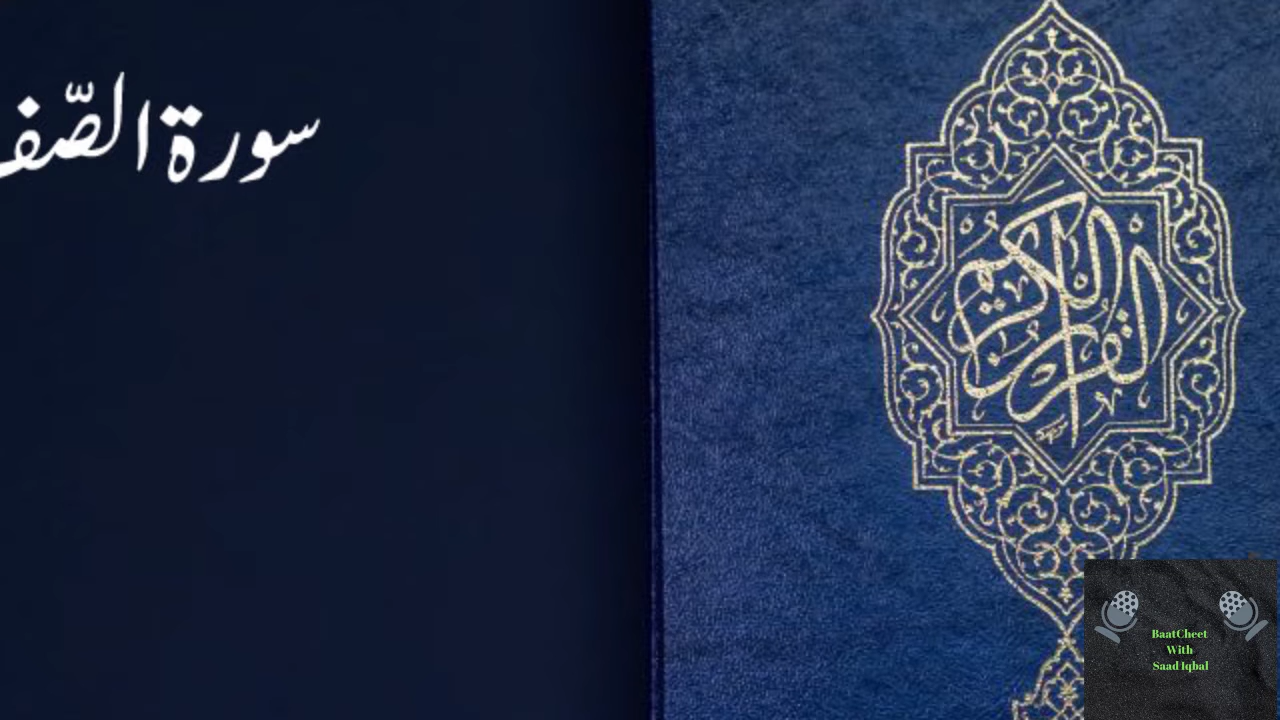 سورة الصّف
القرآن الكريم
BaatCheet
With
Saad Iqbal